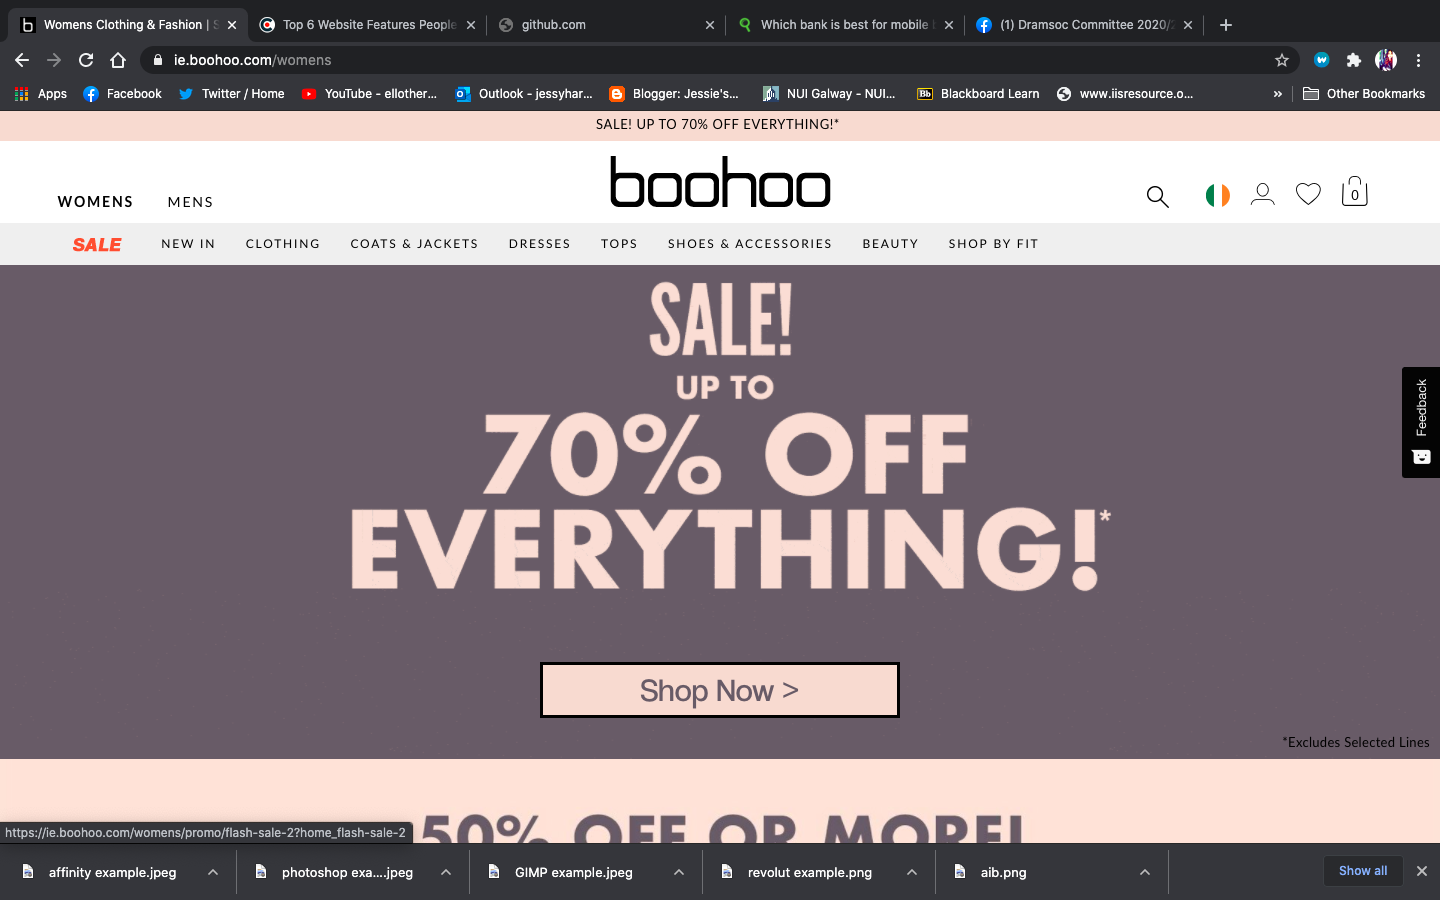 Womens Clothing & Fashion |
Top 6 Website Features People
github.com
Which bank is best for mobile
(1) Dramsoc Committee 2020/2
ie.boohoo.com/womens
Apps
Facebook
Twitter / Home
YouTube - ellother...
Outlook - jessyhar...
Blogger: Jessie's...
NUI Galway - NUI...
Bb
Blackboard Learn
www.iisresource.o...
»
Other Bookmarks
SALE! UP TO 70% OFF EVERYTHING!*
WOMENS
MENS
boohoo
0
SALE
NEW IN
CLOTHING
COATS & JACKETS
DRESSES
TOPS
SHOES & ACCESSORIES
BEAUTY
SHOP BY FIT
SALE!
UP TO
70% OFF
EVERYTHING!*
Feedback
Shop Now >
*Excludes Selected Lines
50% OFF OR MORE!
https://ie.boohoo.com/womens/promo/flash-sale-2?home_flash-sale-2
affinity example.jpeg
photoshop exa....jpeg
GIMP example.jpeg
revolut example.png
aib.png
Show all